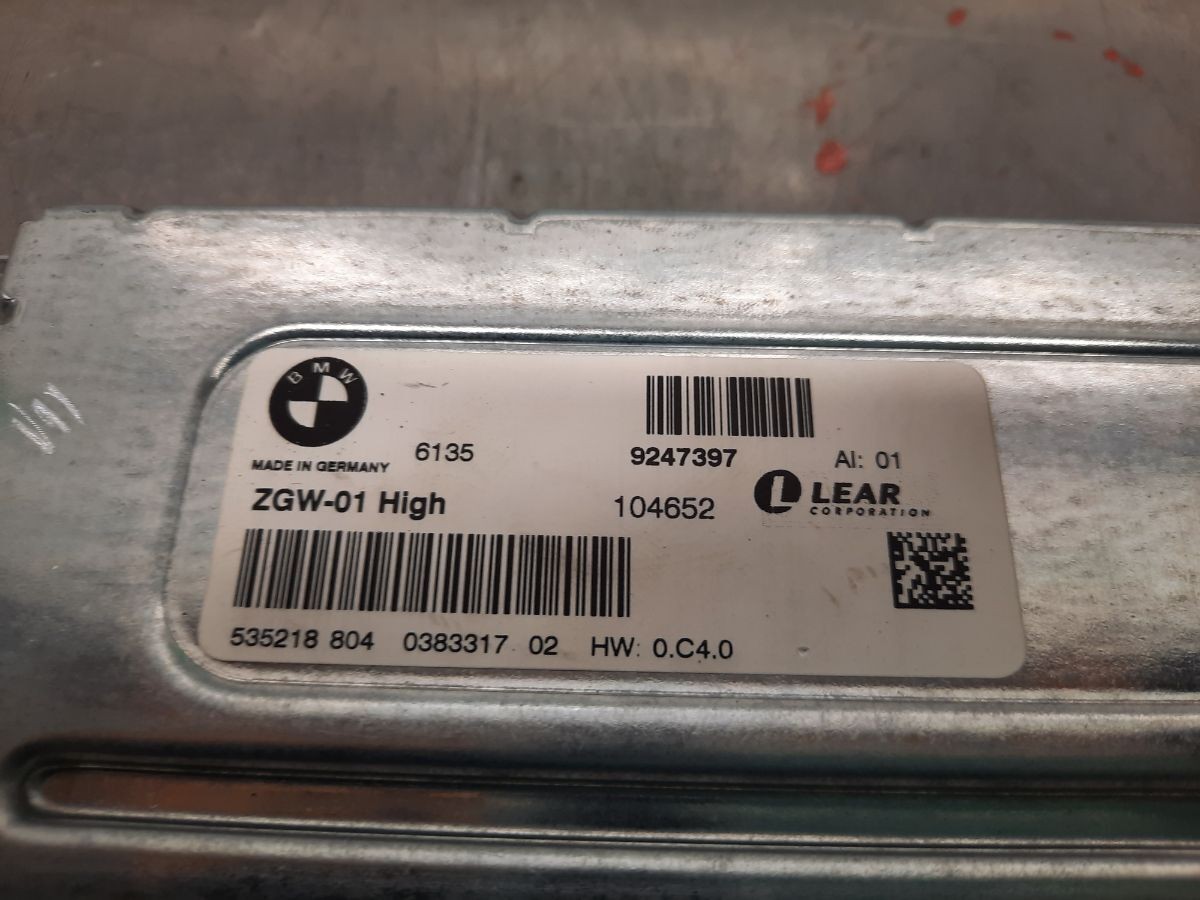 BMW
MADE IN GERMANY
6135
9247397
AI: 01
ZGW-01 High
104652
L LEAR
CORPORATION
535218 804 0383317 02 HW: 0.C4.0